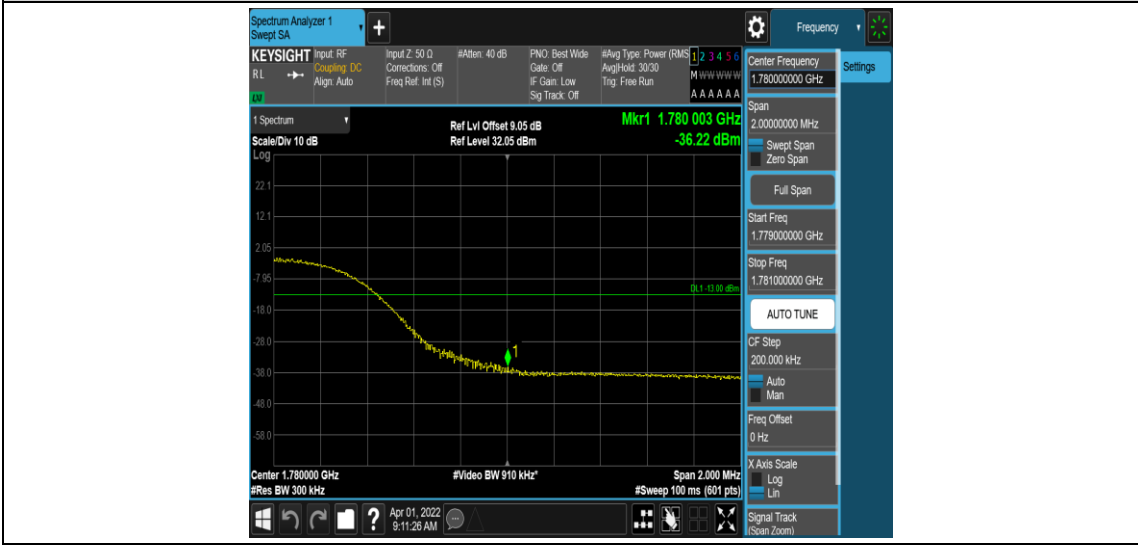 Spectrum Analyzer 1
Swept SA
+
Frequency
KEYSIGHT
RL
LNI
Input: RF
Coupling: DC
Align: Auto
Input Z: 50 Ω
Corrections: Off
Freq Ref: Int (S)
#Atten: 40 dB
PNO: Best Wide
Gate: Off
IF Gain: Low
Sig Track: Off
#Avg Type: Power (RMS
Avg|Hold: 30/30
Trig: Free Run
1 2 3 4 5 6
M W W W W W
A A A A A A
1 Spectrum
Scale/Div 10 dB
Log
Ref Lvl Offset 9.05 dB
Ref Level 32.05 dBm
Mkr1 1.780 003 GHz
-36.22 dBm
22.1
12.1
2.05
-7.95
DL1 -13.00 dBm
-18.0
-28.0
1
-38.0
-48.0
-58.0
Center 1.780000 GHz
#Res BW 300 kHz
#Video BW 910 kHz*
Span 2.000 MHz
#Sweep 100 ms (601 pts)
?
Apr 01, 2022
9:11:26 AM
Center Frequency
1.780000000 GHz
Settings
Span
2.00000000 MHz
Swept Span
Zero Span
Full Span
Start Freq
1.779000000 GHz
Stop Freq
1.781000000 GHz
AUTO TUNE
CF Step
200.000 kHz
Auto
Man
Freq Offset
0 Hz
X Axis Scale
Log
Lin
Signal Track
(Span Zoom)